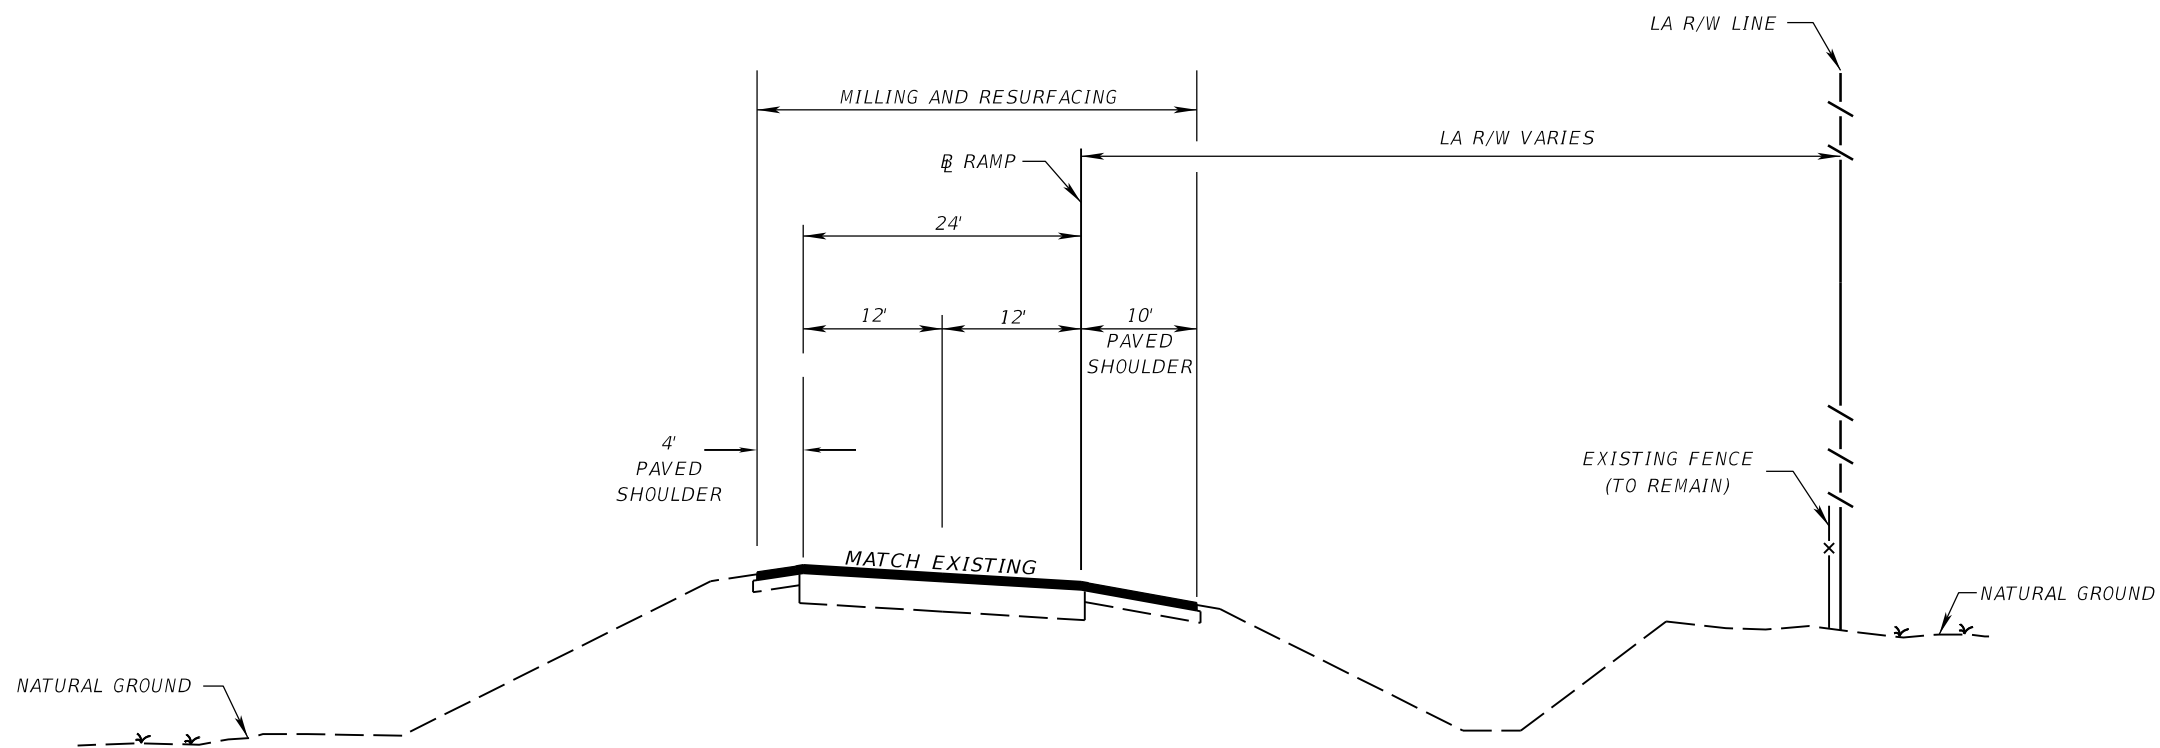 LA R/W LINE
MILLING AND RESURFACING
LA R/W VARIES
BL RAMP
24'
12'
12'
10'
PAVED
SHOULDER
4'
PAVED
SHOULDER
EXISTING FENCE
(TO REMAIN)
MATCH EXISTING
NATURAL GROUND
NATURAL GROUND